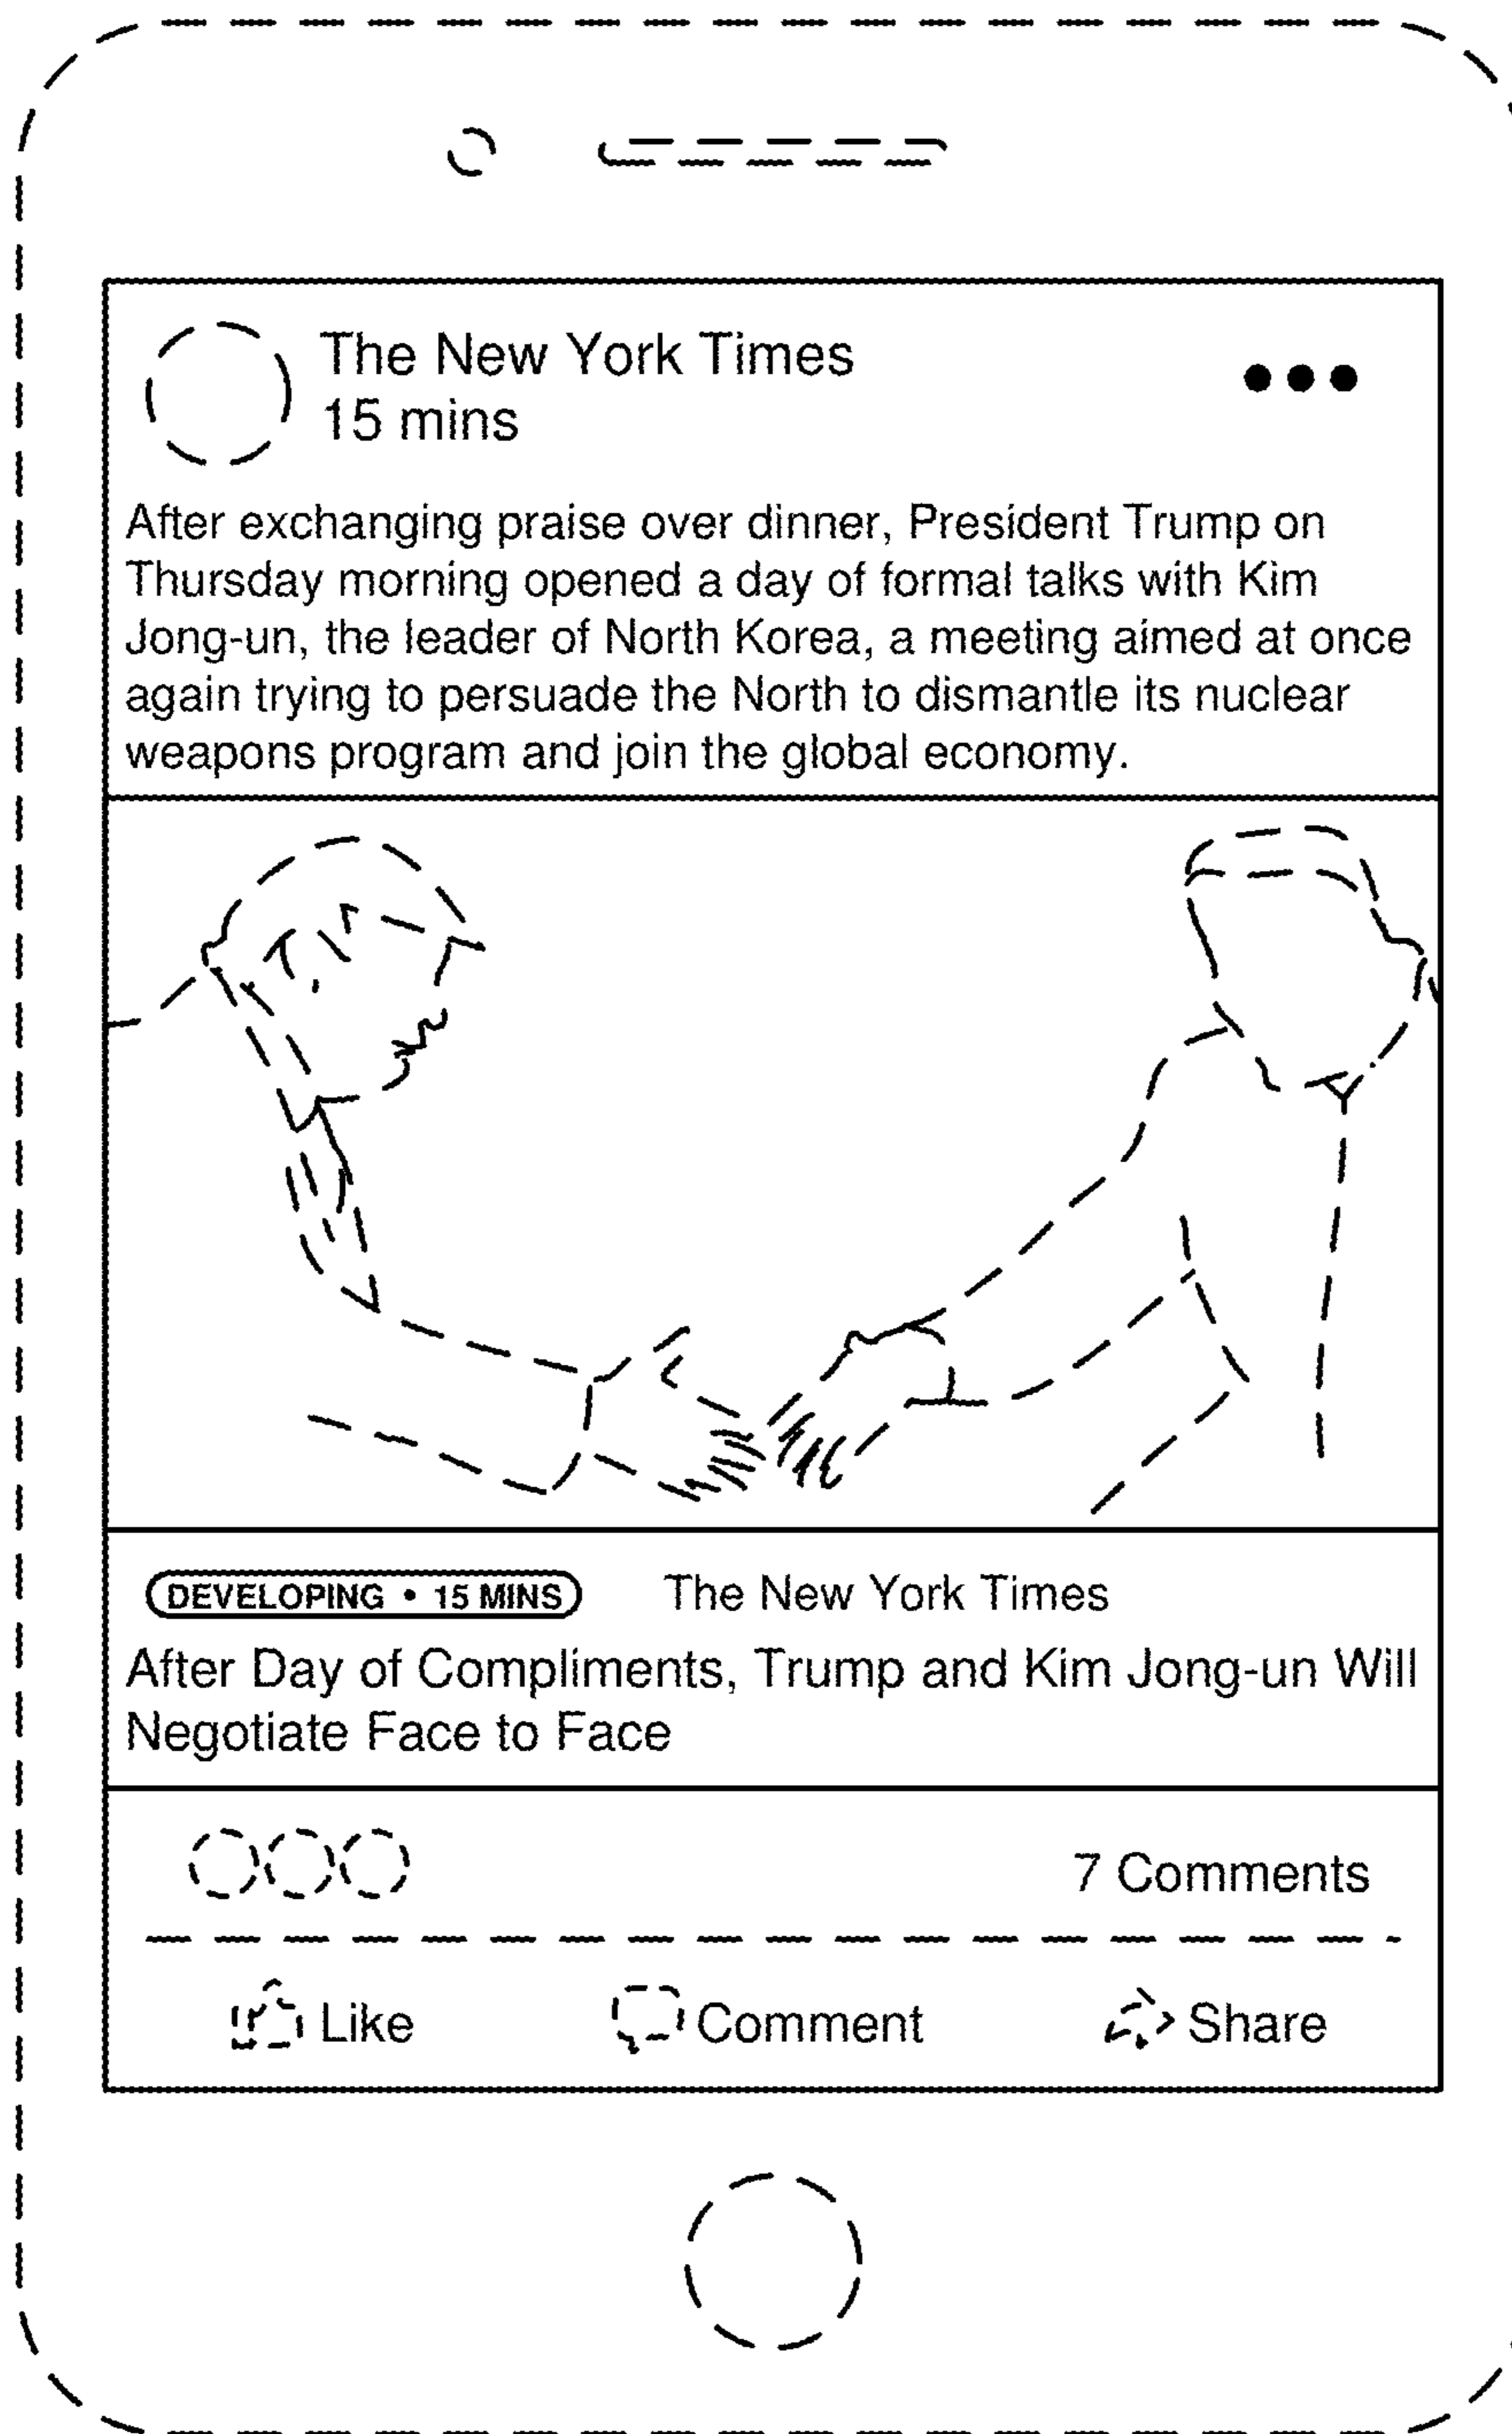 The New York Times
15 mins
After exchanging praise over dinner, President Trump on
Thursday morning opened a day of formal talks with Kim
Jong-un, the leader of North Korea, a meeting aimed at once
again trying to persuade the North to dismantle its nuclear
weapons program and join the global economy.
DEVELOPING • 15 MINS The New York Times
After Day of Compliments, Trump and Kim Jong-un Will
Negotiate Face to Face
7 Comments
Like Comment Share